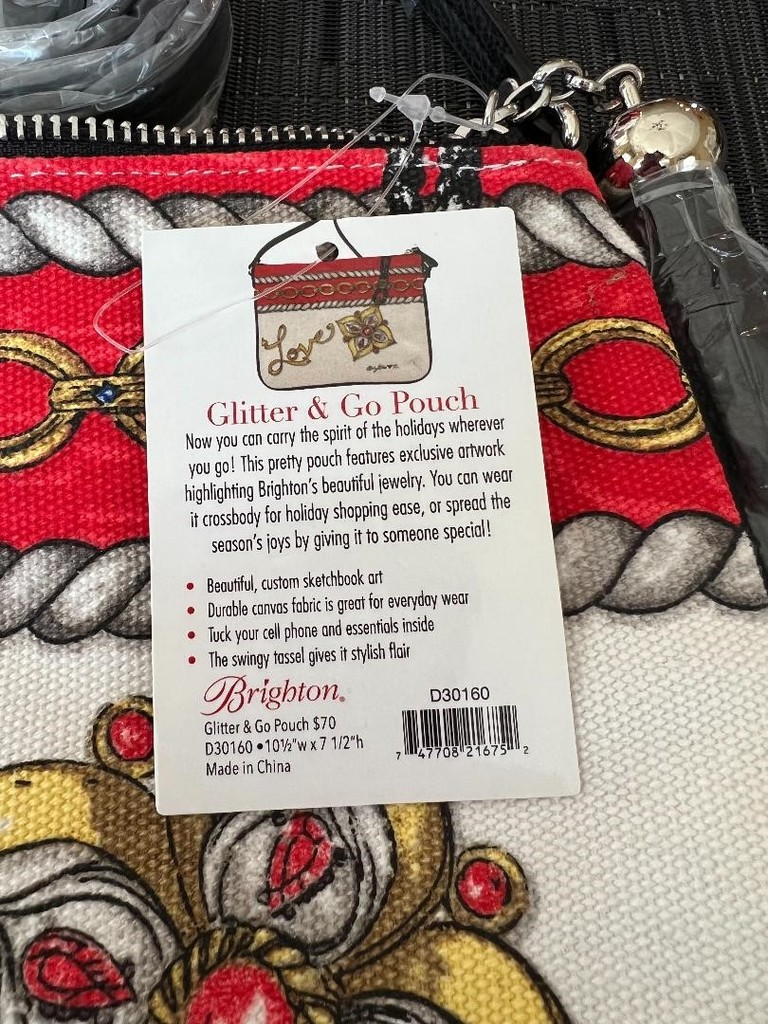 Love
Glitter & Go Pouch
Now you can carry the spirit of the holidays wherever
you go! This pretty pouch features exclusive artwork
highlighting Brighton's beautiful jewelry. You can wear
it crossbody for holiday shopping ease, or spread the
season's joys by giving it to someone special!
• Beautiful, custom sketchbook art
• Durable canvas fabric is great for everyday wear
• Tuck your cell phone and essentials inside
• The swingy tassel gives it stylish flair
Brighton®
Glitter & Go Pouch $70
D30160 • 10½"w x 7 1/2"h
Made in China
D30160
7 47708 21675 2